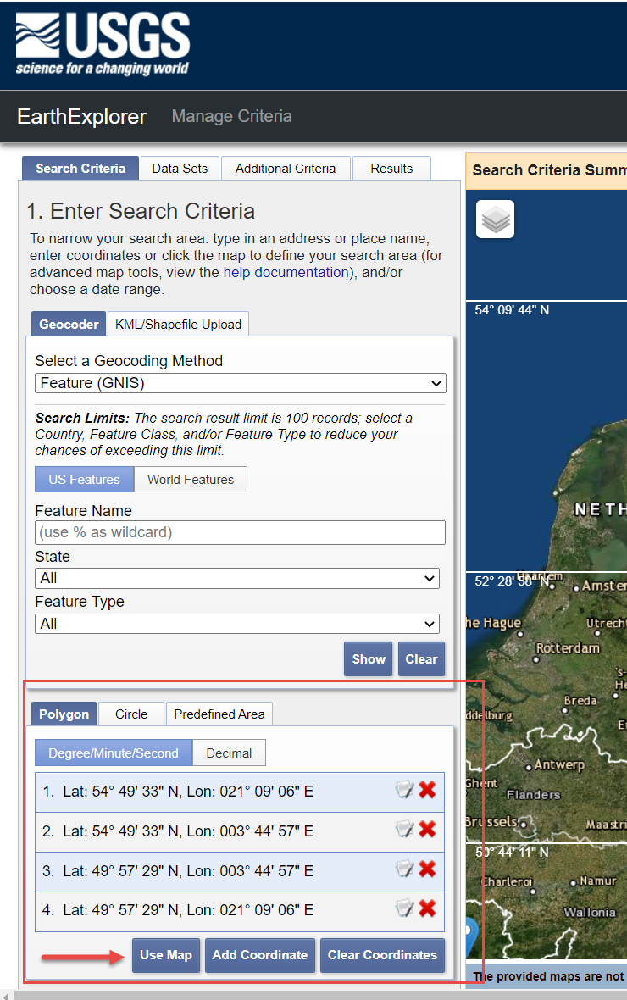 USGS
science for a changing world
EarthExplorer Manage Criteria
Search Criteria Data Sets Additional Criteria Results
Search Criteria Summ
1. Enter Search Criteria
To narrow your search area: type in an address or place name,
enter coordinates or click the map to define your search area (for
advanced map tools, view the help documentation), and/or
choose a date range.
Geocoder KML/Shapefile Upload
Select a Geocoding Method
Feature (GNIS)
Search Limits: The search result limit is 100 records; select a
Country, Feature Class, and/or Feature Type to reduce your
chances of exceeding this limit.
US Features World Features
Feature Name
(use % as wildcard)
State
All
Feature Type
All
Show Clear
Polygon Circle Predefined Area
Degree/Minute/Second Decimal
1. Lat: 54° 49' 33" N, Lon: 021° 09' 06" E
2. Lat: 54° 49' 33" N, Lon: 003° 44' 57" E
3. Lat: 49° 57' 29" N, Lon: 003° 44' 57" E
4. Lat: 49° 57' 29" N, Lon: 021° 09' 06" E
Use Map Add Coordinate Clear Coordinates
54° 09' 44" N
NETH
Haarlem
52° 28' 58" N
Amster
he Hague
Utrech
Rotterdam
's-
He
Breda
ddelburg
E
Antwerp
Ghent
Flanders
Brussels
Maastri
50° 44' 11" N
Charleroi
Namur
Wallonia
The provided maps are not